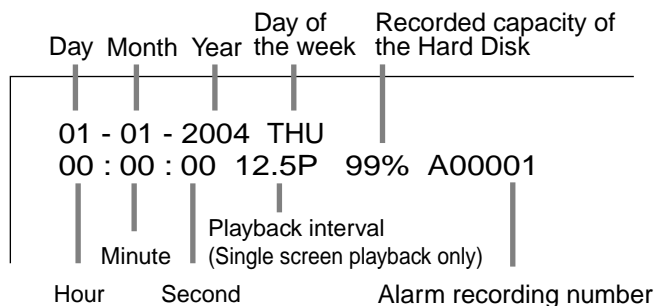 Day Month Year Day of the week Recorded capacity of the Hard Disk
01 - 01 - 2004 THU
00 : 00 : 00 12.5P 99% A00001
Playback interval
(Single screen playback only)
Minute
Hour Second Alarm recording number